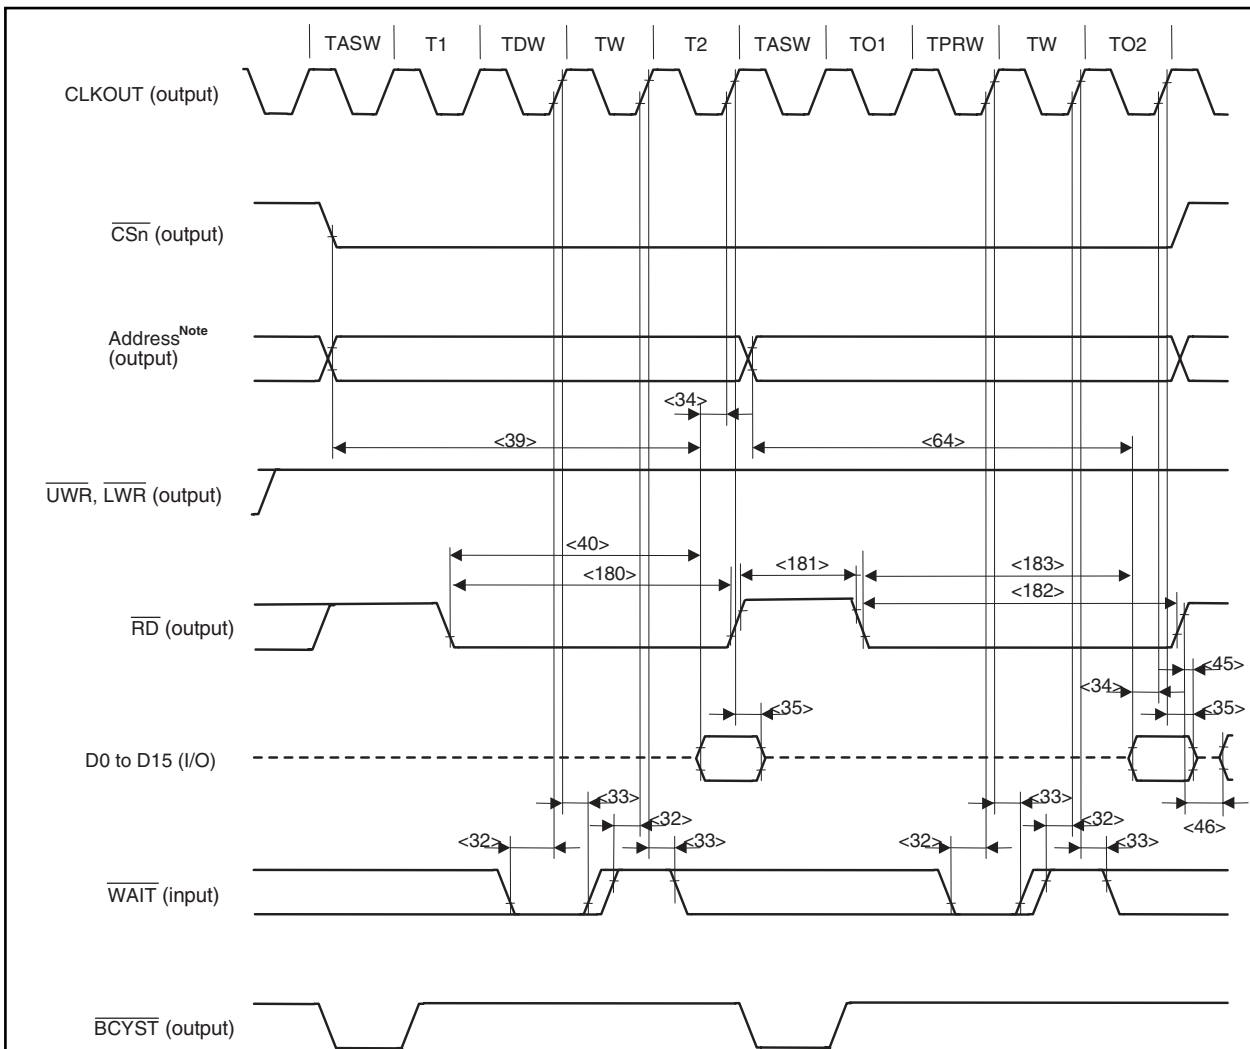 TASW T1 TDW TW T2 TASW TO1 TPRW TW TO2
CLKOUT (output)
CSn (output)
AddressNote
(output)
<34>
<39> <64>
UWR, LWR (output)
<40>
<181> <183>
<180>
<182>
RD (output)
<45>
<34>
<35> <35>
D0 to D15 (I/O)
<33> <33>
<32> <32> <46>
<32> <33> <32> <33>
WAIT (input)
BCYST (output)